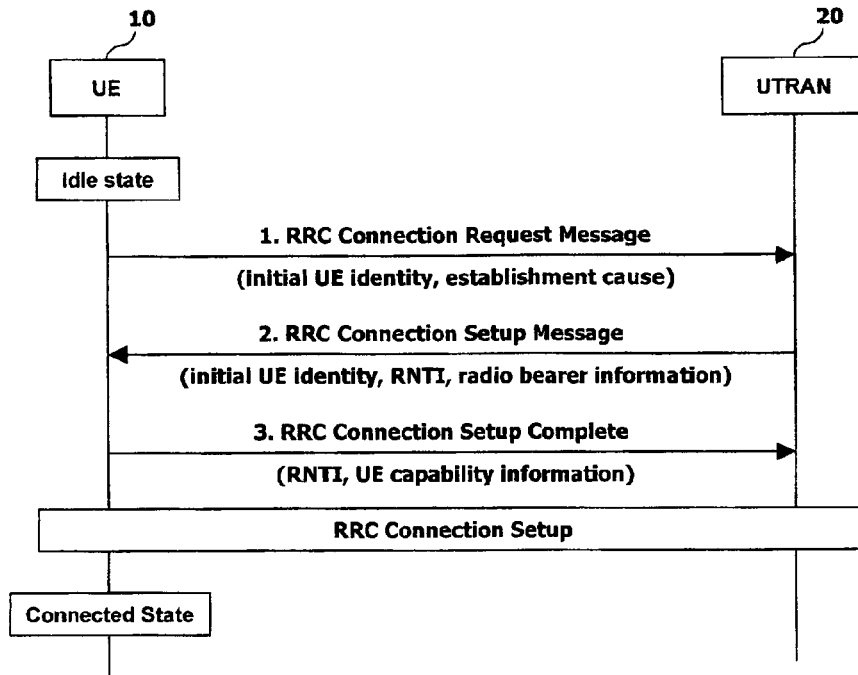 10
20
UE
UTRAN
Idle state
1. RRC Connection Request Message
(initial UE identity, establishment cause)
2. RRC Connection Setup Message
(initial UE identity, RNTI, radio bearer information)
3. RRC Connection Setup Complete
(RNTI, UE capability information)
RRC Connection Setup
Connected State